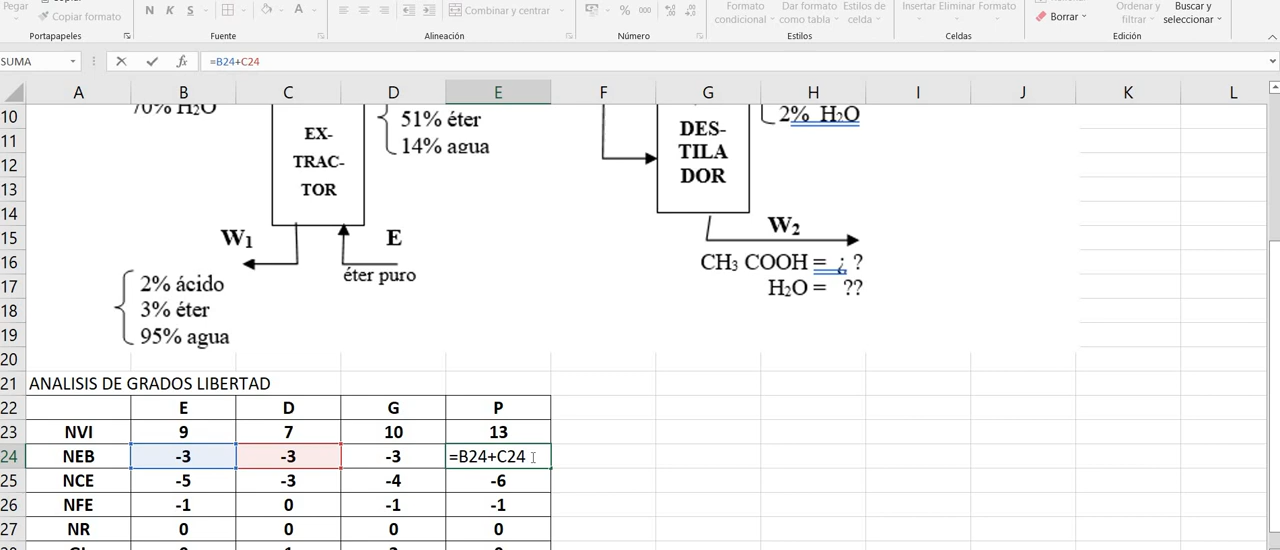 Pegar
Copiar formato
N K S
A
Combinar y centrar
% 000
Formato condicional
Dar formato como tabla
Estilos de celda
Insertar Eliminar Formato
Borrar
Ordenar y filtrar
Buscar y seleccionar
Portapapeles
Fuente
Alineación
Número
Estilos
Celdas
Edición
SUMA
fx
=B24+C24
A B C D E F G H I J K L
10 70% H₂O 51% éter 2% H₂O
11 EX- 14% agua DES-
12 TRAC- TILA
13 TOR DOR
14 W₂
15 W₁ E
16 éter puro CH₃ COOH = ¿ ?
17 2% ácido H₂O = ??
18 3% éter
19 95% agua
20
21 ANALISIS DE GRADOS LIBERTAD
22 E D G P
23 NVI 9 7 10 13
24 NEB -3 -3 -3 =B24+C24
25 NCE -5 -3 -4 -6
26 NFE -1 0 -1 -1
27 NR 0 0 0 0